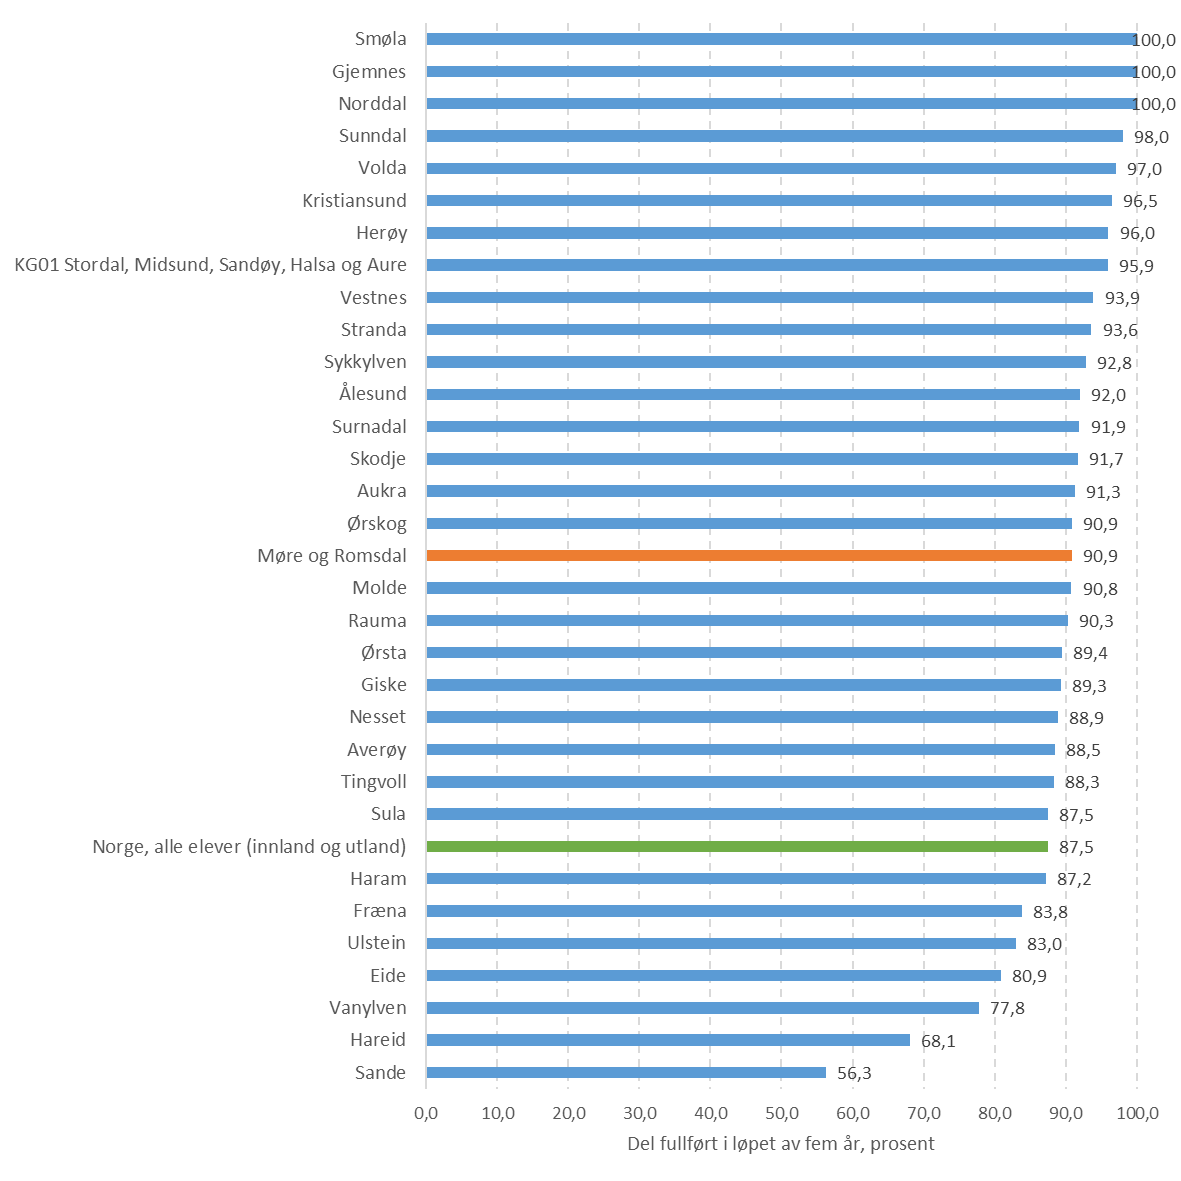 Smøla 100,0
Gjemnes 100,0
Norddal 100,0
Sunndal 98,0
Volda 97,0
Kristiansund 96,5
Herøy 96,0
KG01 Stordal, Midsund, Sandøy, Halsa og Aure 95,9
Vestnes 93,9
Stranda 93,6
Sykkylven 92,8
Ålesund 92,0
Surnadal 91,9
Skodje 91,7
Aukra 91,3
Ørskog 90,9
Møre og Romsdal 90,9
Molde 90,8
Rauma 90,3
Ørsta 89,4
Giske 89,3
Nesset 88,9
Averøy 88,5
Tingvoll 88,3
Sula 87,5
Norge, alle elever (innland og utland) 87,5
Haram 87,2
Fræna 83,8
Ulstein 83,0
Eide 80,9
Vanylven 77,8
Hareid 68,1
Sande 56,3
0,0 10,0 20,0 30,0 40,0 50,0 60,0 70,0 80,0 90,0 100,0
Del fullført i løpet av fem år, prosent